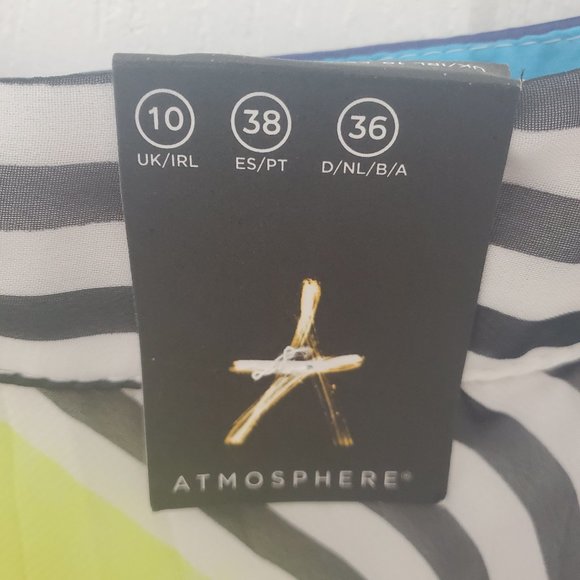 10 38 36
UK/IRL ES/PT D/NL/B/A
ATMOSPHERE®